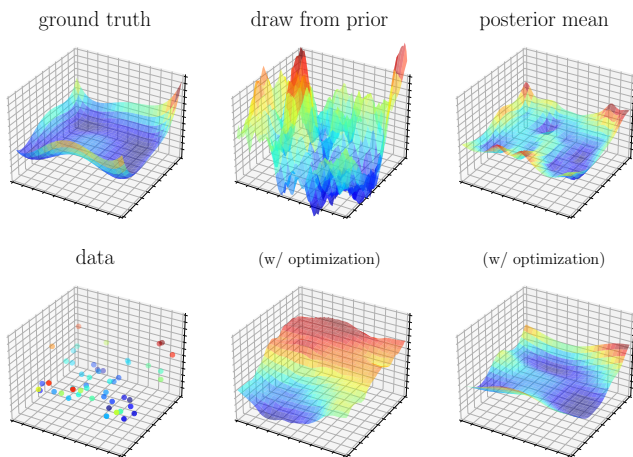 ground truth
draw from prior
posterior mean
data
(w/ optimization)
(w/ optimization)